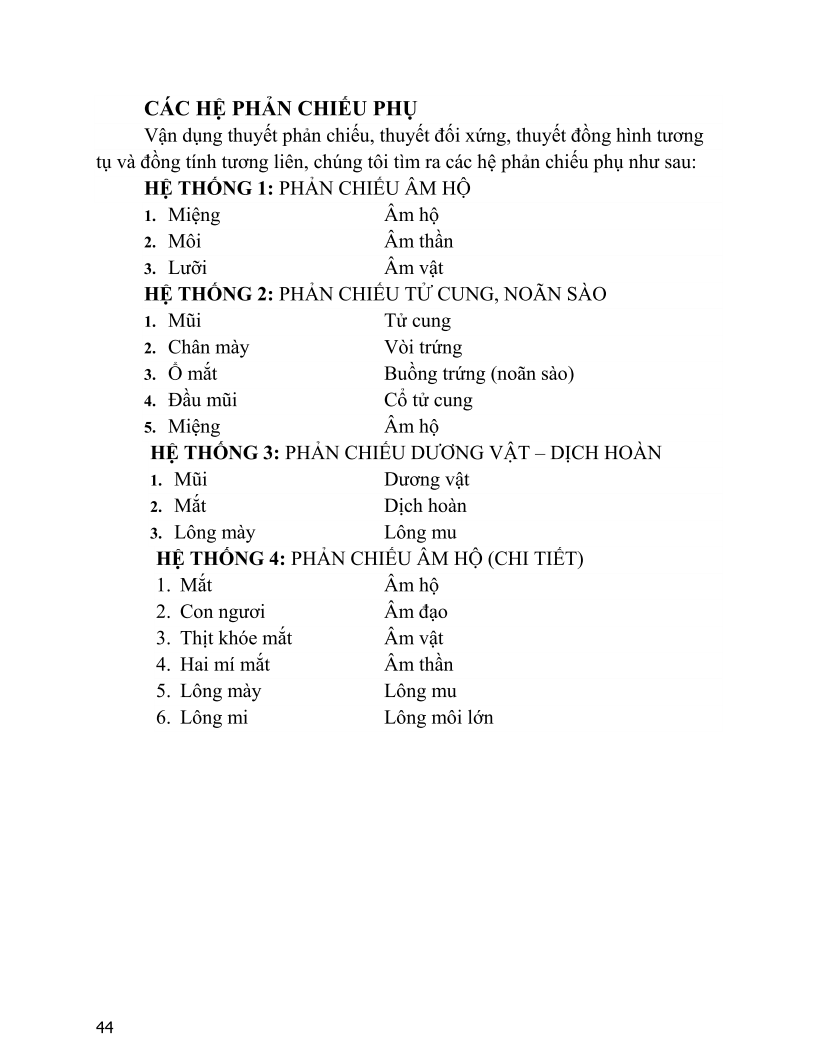 CÁC HỆ PHẢN CHIẾU PHỤ
Vận dụng thuyết phản chiếu, thuyết đối xứng, thuyết đồng hình tương
tụ và đồng tính tương liên, chúng tôi tìm ra các hệ phản chiếu phụ như sau:
HỆ THỐNG 1: PHẢN CHIẾU ÂM HỘ
1. Miệng Âm hộ
2. Môi Âm thần
3. Lưỡi Âm vật
HỆ THỐNG 2: PHẢN CHIẾU TỬ CUNG, NOÃN SÀO
1. Mũi Tử cung
2. Chân mày Vòi trứng
3. Ổ mắt Buồng trứng (noãn sào)
4. Đầu mũi Cổ tử cung
5. Miệng Âm hộ
HỆ THỐNG 3: PHẢN CHIẾU DƯƠNG VẬT – DỊCH HOÀN
1. Mũi Dương vật
2. Mắt Dịch hoàn
3. Lông mày Lông mu
HỆ THỐNG 4: PHẢN CHIẾU ÂM HỘ (CHI TIẾT)
1. Mắt Âm hộ
2. Con ngươi Âm đạo
3. Thịt khóe mắt Âm vật
4. Hai mí mắt Âm thần
5. Lông mày Lông mu
6. Lông mi Lông môi lớn
44